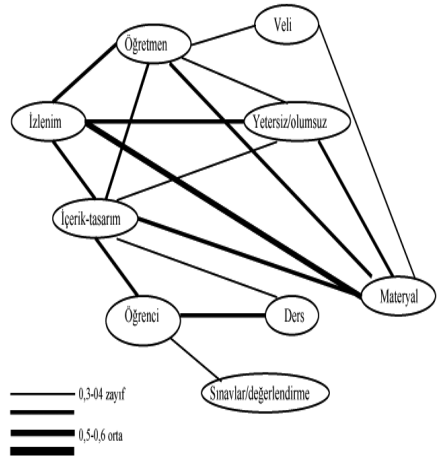 Veli
Öğretmen
İzlenim
Yetersiz/olumsuz
İçerik-tasarım
Materyal
Öğrenci
Ders
Sınavlar/değerlendirme
0,3-04 zayıf
0,5-0,6 orta